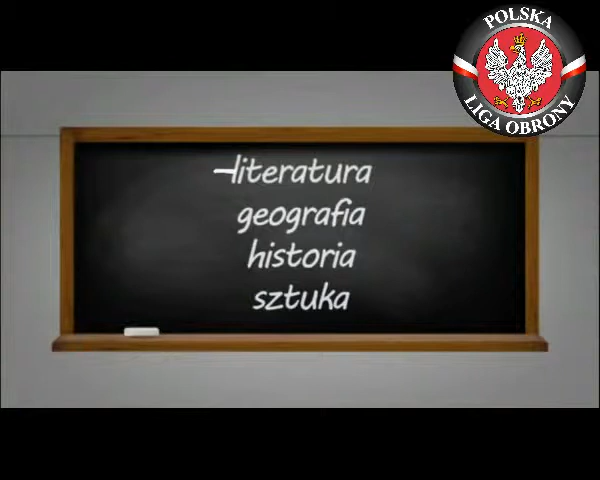 POLSKA
LIGA OBRONY
literatura
geografia
historia
sztuka